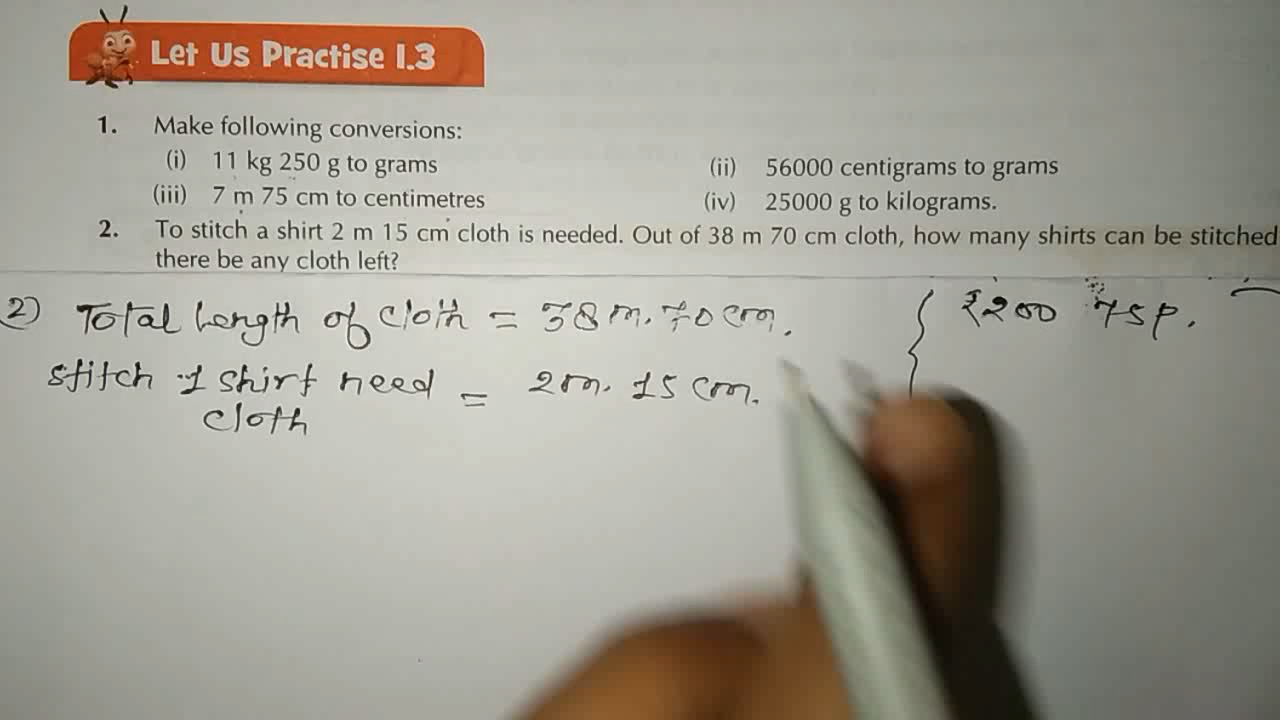 Let Us Practise 1.3
1. Make following conversions:
(i) 11 kg 250 g to grams
(ii) 56000 centigrams to grams
(iii) 7 m 75 cm to centimetres
(iv) 25000 g to kilograms.
2. To stitch a shirt 2 m 15 cm cloth is needed. Out of 38 m 70 cm cloth, how many shirts can be stitched
there be any cloth left?
2) Total Length of cloth = 38 m. 70 cm.
₹200 75p.
stitch 1 shirt need = 2m. 15 cm.
cloth